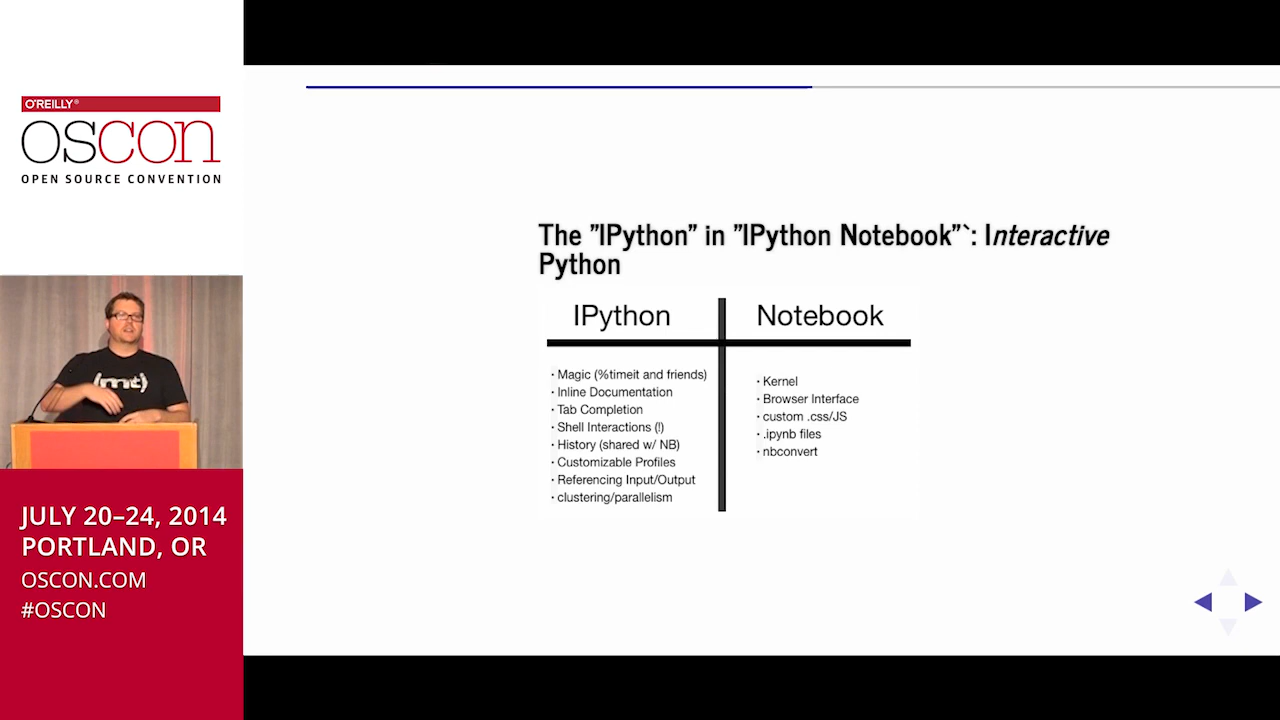 O'REILLY®
OSCON
OPEN SOURCE CONVENTION
(mt)
JULY 20–24, 2014
PORTLAND, OR
OSCON.COM
#OSCON
The "IPython" in "IPython Notebook"`: Interactive
Python
IPython
· Magic (%timeit and friends)
· Inline Documentation
· Tab Completion
· Shell Interactions (!)
· History (shared w/ NB)
· Customizable Profiles
· Referencing Input/Output
· clustering/parallelism
Notebook
· Kernel
· Browser Interface
· custom .css/JS
· .ipynb files
· nbconvert